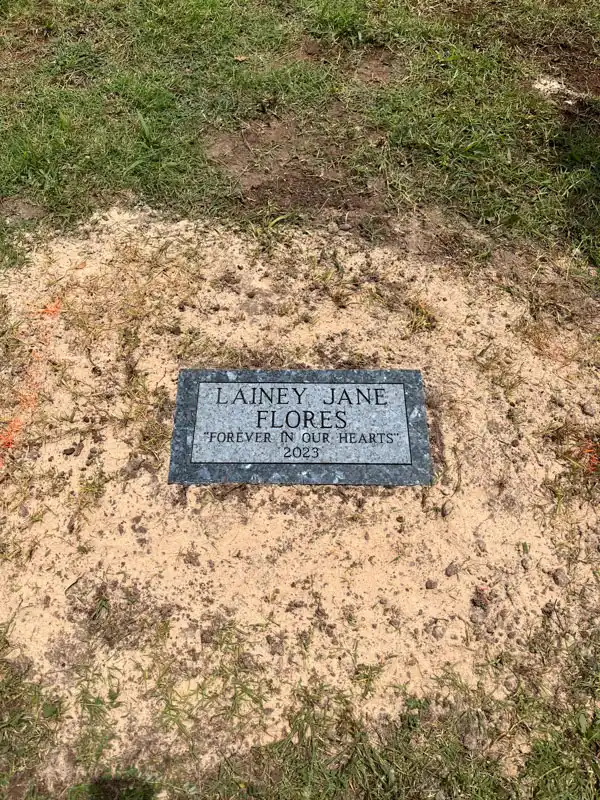 LAINEY JANE
FLORES
"FOREVER IN OUR HEARTS"
2023